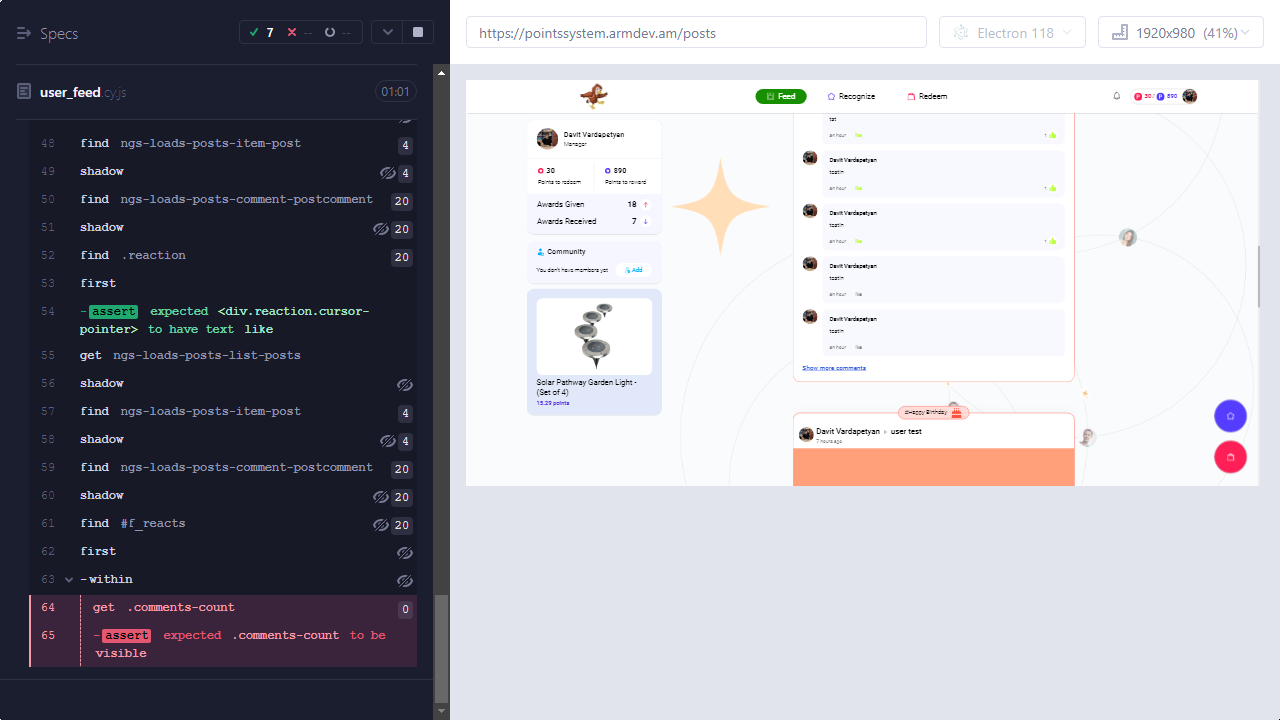 Specs
7
--
--
https://pointssystem.armdev.am/posts
Electron 118
1920x980 (41%)
user_feed.cy.js
01:01
48 find ngs-loads-posts-item-post 4
49 shadow 4
50 find ngs-loads-posts-comment-postcomment 20
51 shadow 20
52 find .reaction 20
53 first
54 -assert expected <div.reaction.cursor-
pointer> to have text like
55 get ngs-loads-posts-list-posts
56 shadow
57 find ngs-loads-posts-item-post 4
58 shadow 4
59 find ngs-loads-posts-comment-postcomment 20
60 shadow 20
61 find #f_reacts 20
62 first
63 -within
64 get .comments-count 0
65 -assert expected .comments-count to be
visible
Feed
Recognize
Redeem
P 30 / P 890
Davit Vardapetyan
Manager
30
Points to redeem
890
Points to reward
Awards Given 18 ↑
Awards Received 7 ↓
Community
You don't have members yet
Add
Solar Pathway Garden Light -
(Set of 4)
15.29 points
tat
an hour like 1
Davit Vardapetyan
tastin
an hour like 1
Davit Vardapetyan
tastin
an hour like 1
Davit Vardapetyan
tastin
an hour like
Davit Vardapetyan
tastin
an hour like
Show more comments
#Happy Birthday
Davit Vardapetyan user test
7 hours ago